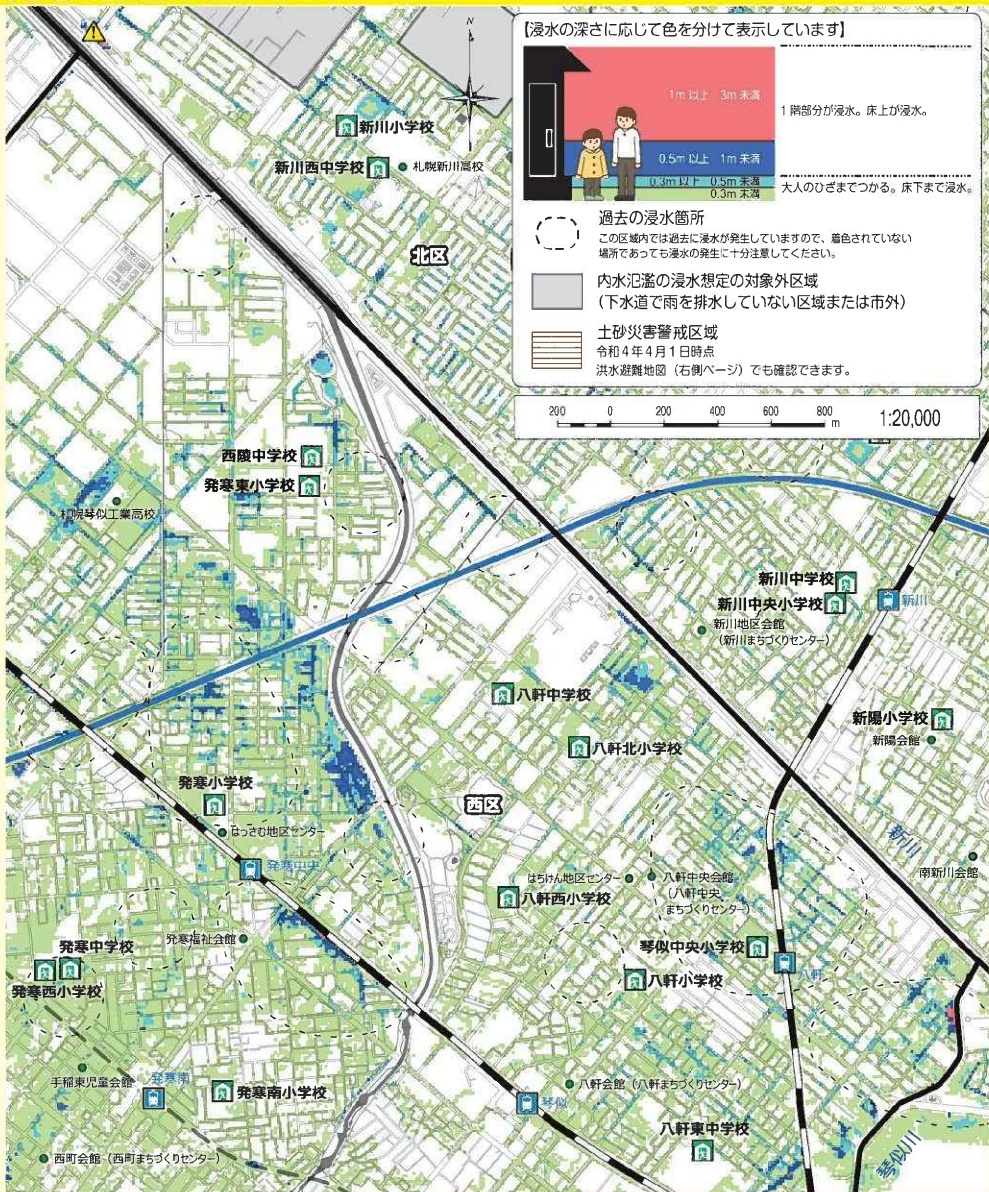 【浸水の深さに応じて色を分けて表示しています】
1m 以上 3m 未満
1 階部分が浸水。床上が浸水。
0.5m 以上 1m 未満
0.3m 以上 0.5m 未満
0.3m 未満
大人のひざまでつかる。床下まで浸水。
過去の浸水箇所
この区域内では過去に浸水が発生していますので、着色されていない
場所であっても浸水の発生に十分注意してください。
内水氾濫の浸水想定の対象外区域
(下水道で雨を排水していない区域または市外)
土砂災害警戒区域
令和4年4月1日時点
洪水避難地図（右側ページ）でも確認できます。
200 0 200 400 600 800 m 1:20,000
N
新川小学校
新川西中学校
札幌新川高校
北区
西陵中学校
発寒東小学校
札幌琴似工業高校
新川中学校
新川中央小学校
新川
新川地区会館
(新川まちづくりセンター)
八軒中学校
新陽小学校
新陽会館
八軒北小学校
発寒小学校
西区
はっさむ地区センター
発寒中央
新川
南新川会館
はちけん地区センター
八軒中央会館
(八軒中央
まちづくりセンター)
八軒西小学校
発寒中学校
発寒福祉会館
琴似中央小学校
八軒
八軒小学校
発寒西小学校
手稲東児童会館
発寒南
発寒南小学校
八軒会館（八軒まちづくりセンター）
琴似
八軒東中学校
西町会館（西町まちづくりセンター）
琴似川